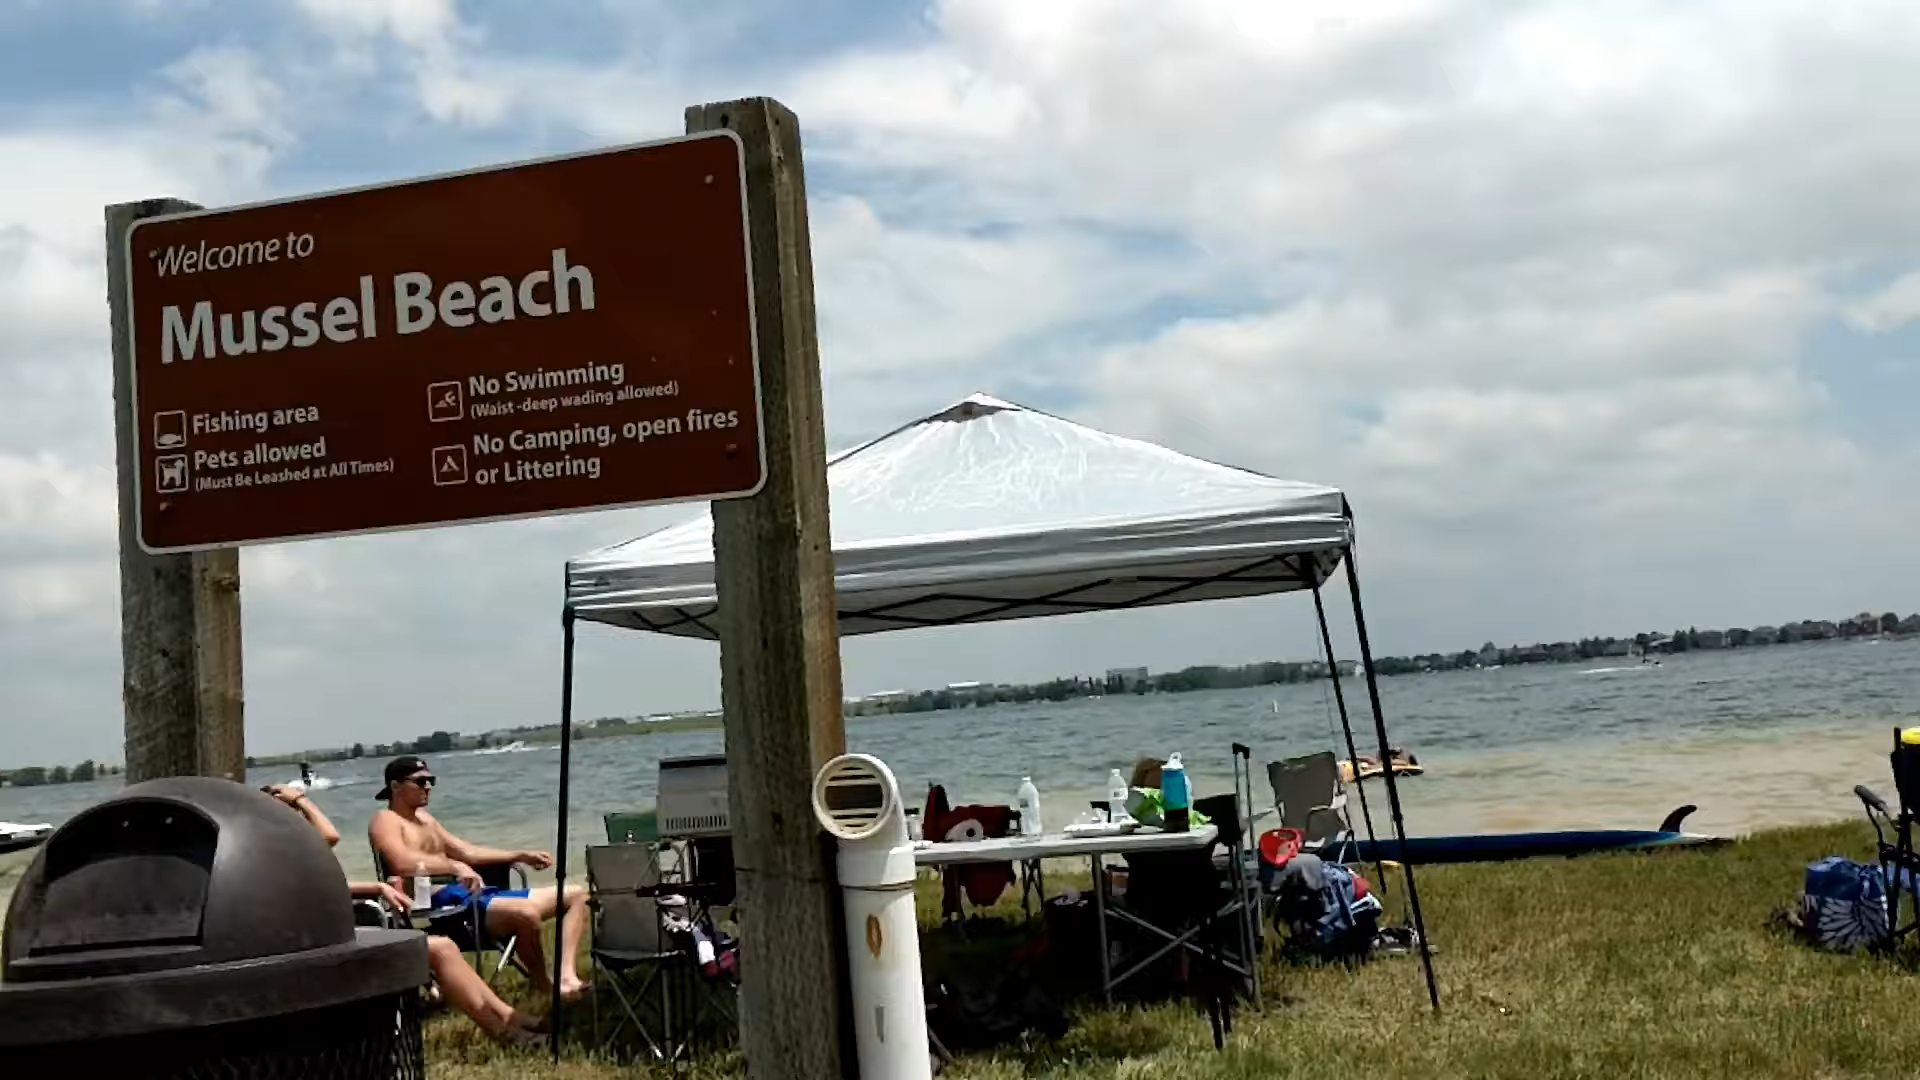 Welcome to
Mussel Beach
Fishing area
Pets allowed
(Must Be Leashed at All Times)
No Swimming
(Waist-deep wading allowed)
No Camping, open fires
or Littering